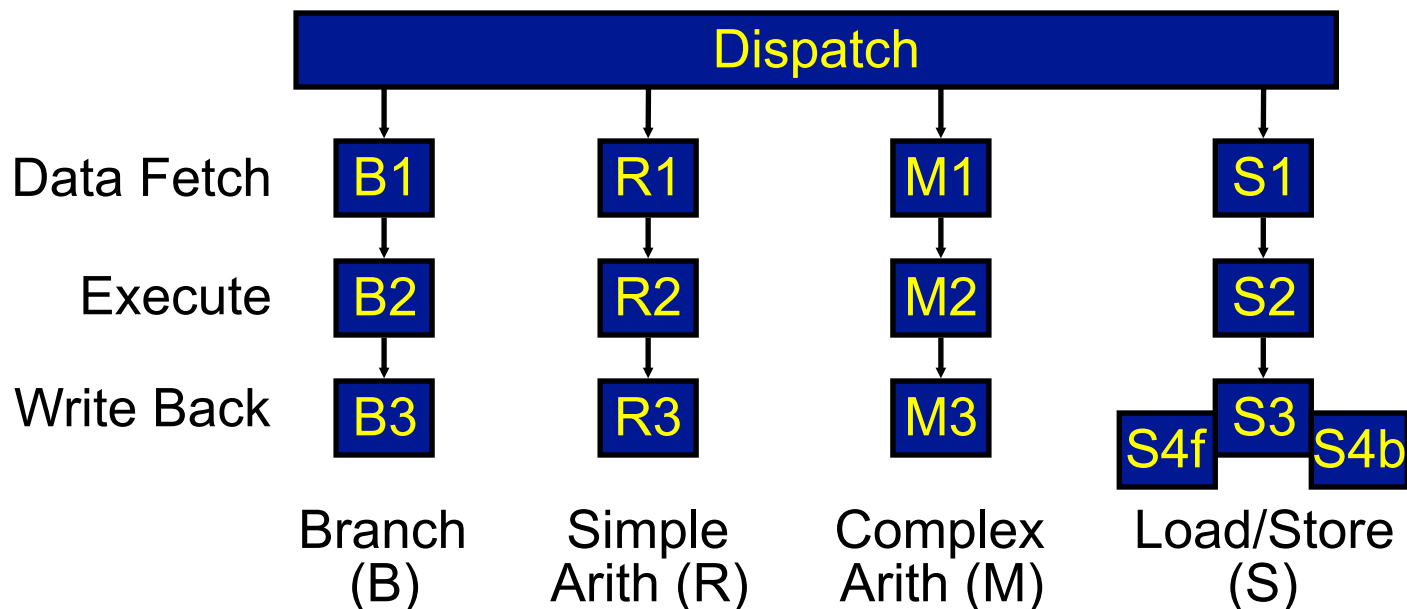 Dispatch
Data Fetch
B1
R1
M1
S1
Execute
B2
R2
M2
S2
Write Back
B3
R3
M3
S3
S4f
S4b
Branch
(B)
Simple
Arith (R)
Complex
Arith (M)
Load/Store
(S)